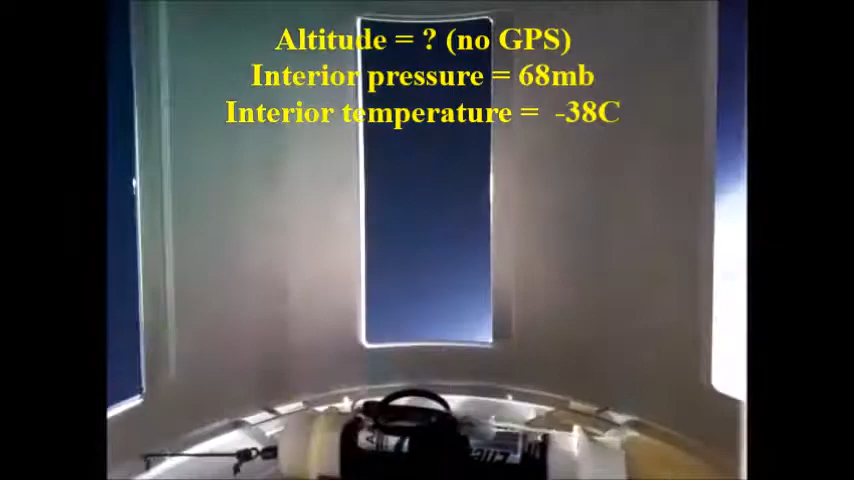 Altitude = ? (no GPS)
Interior pressure = 68mb
Interior temperature =  -38C